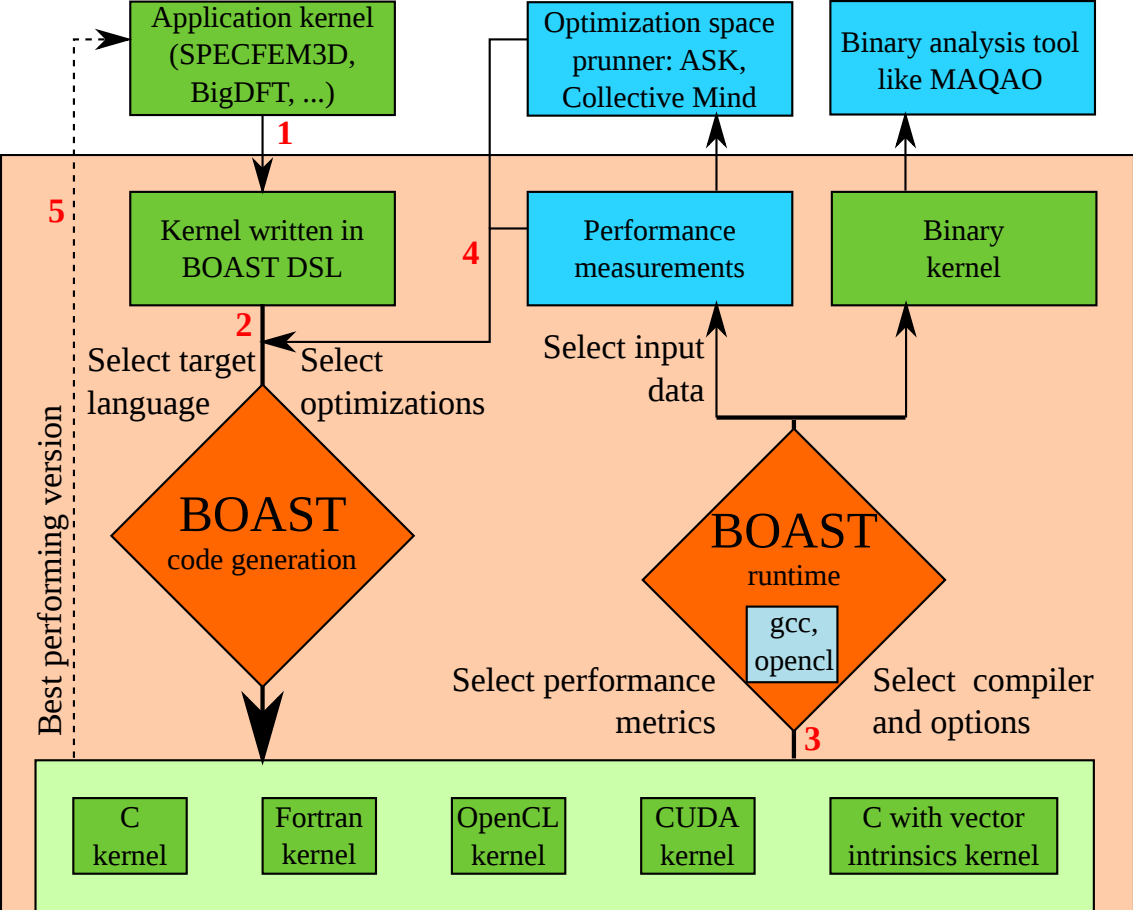 Application kernel
(SPECFEM3D,
BigDFT, ...)
Optimization space
prunner: ASK,
Collective Mind
Binary analysis tool
like MAQAO
1
5
Kernel written in
BOAST DSL
4
Performance
measurements
Binary
kernel
2
Select target
language
Select
optimizations
Select input
data
Best performing version
BOAST
code generation
BOAST
runtime
gcc,
opencl
Select performance
metrics
Select  compiler
and options
3
C
kernel
Fortran
kernel
OpenCL
kernel
CUDA
kernel
C with vector
intrinsics kernel